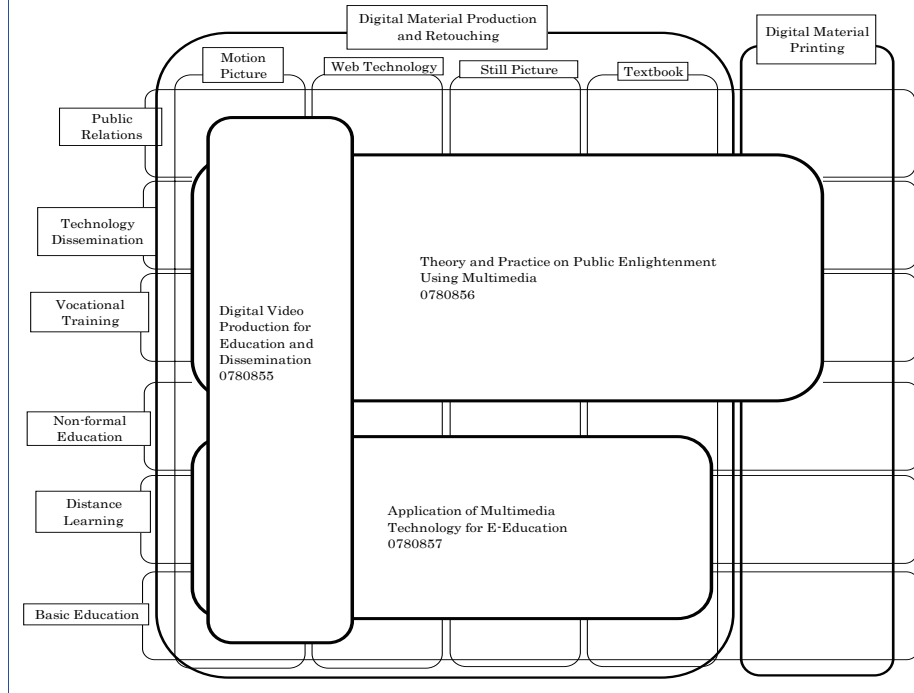 Digital Material Production
and Retouching
Digital Material
Printing
Motion
Picture
Web Technology
Still Picture
Textbook
Public
Relations
Technology
Dissemination
Theory and Practice on Public Enlightenment
Using Multimedia
0780856
Vocational
Training
Digital Video
Production for
Education and
Dissemination
0780855
Non-formal
Education
Distance
Learning
Application of Multimedia
Technology for E-Education
0780857
Basic Education